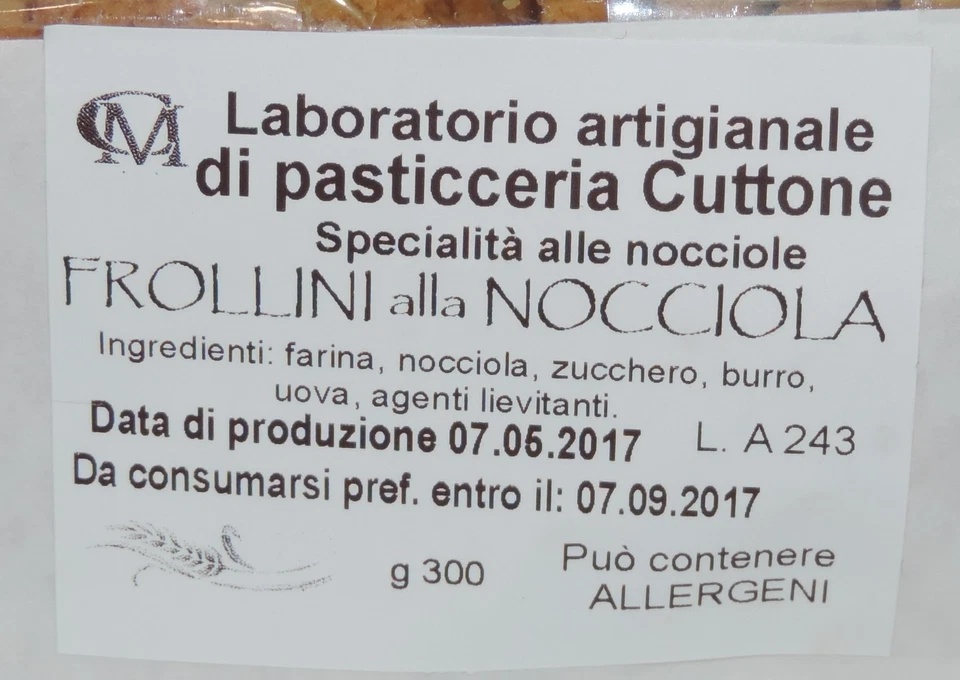 CM
Laboratorio artigianale
di pasticceria Cuttone
Specialità alle nocciole
FROLLINI alla NOCCIOLA
Ingredienti: farina, nocciola, zucchero, burro,
uova, agenti lievitanti.
Data di produzione 07.05.2017 L. A 243
Da consumarsi pref. entro il: 07.09.2017
g 300
Può contenere
ALLERGENI